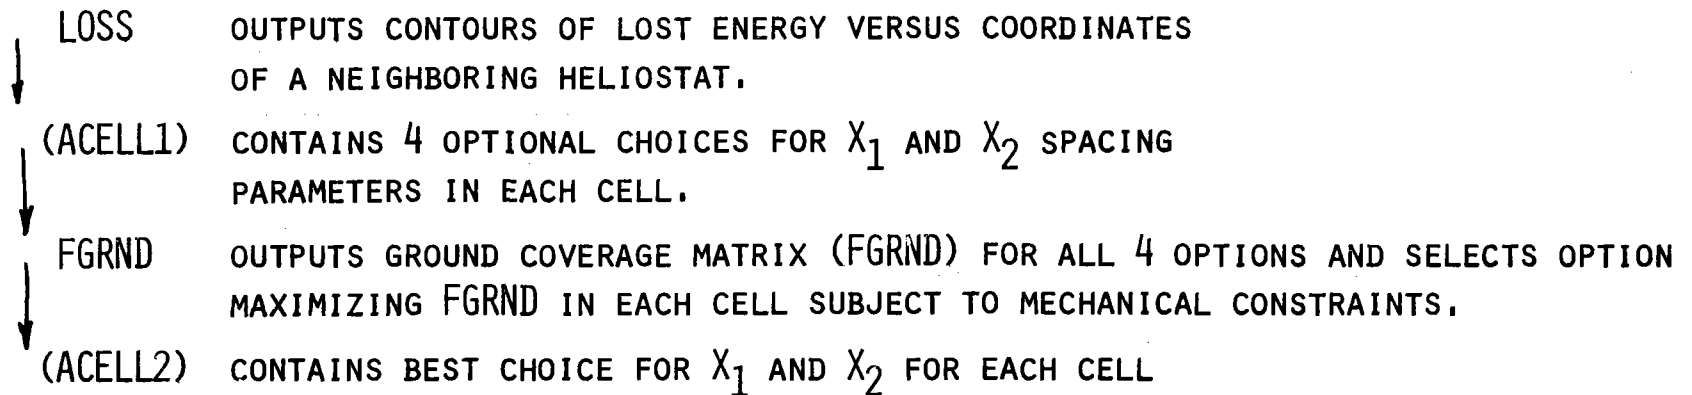 LOSS OUTPUTS CONTOURS OF LOST ENERGY VERSUS COORDINATES
OF A NEIGHBORING HELIOSTAT.
(ACELL1) CONTAINS 4 OPTIONAL CHOICES FOR X1 AND X2 SPACING
PARAMETERS IN EACH CELL.
FGRND OUTPUTS GROUND COVERAGE MATRIX (FGRND) FOR ALL 4 OPTIONS AND SELECTS OPTION
MAXIMIZING FGRND IN EACH CELL SUBJECT TO MECHANICAL CONSTRAINTS.
(ACELL2) CONTAINS BEST CHOICE FOR X1 AND X2 FOR EACH CELL